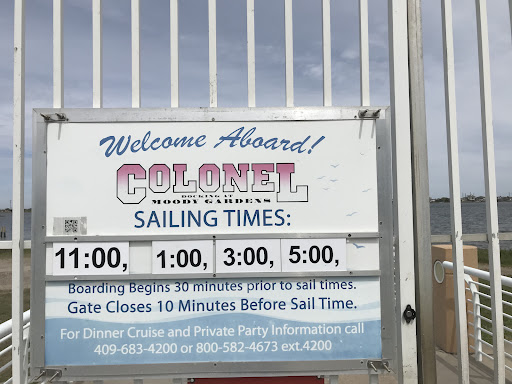 Welcome Aboard!
COLONEL
DOCKING AT
MOODY GARDENS
SAILING TIMES:
11:00, 1:00, 3:00, 5:00,
Boarding Begins 30 minutes prior to sail times.
Gate Closes 10 Minutes Before Sail Time.
For Dinner Cruise and Private Party Information call
409-683-4200 or 800-582-4673 ext.4200